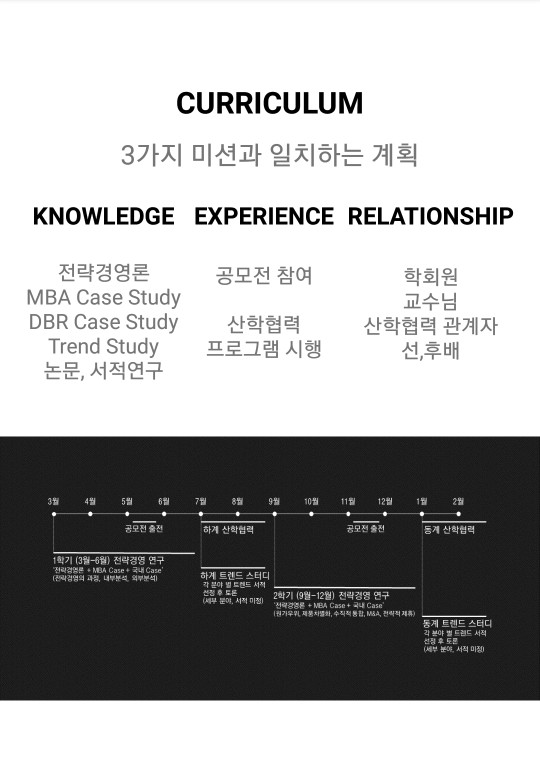 CURRICULUM
3가지 미션과 일치하는 계획
KNOWLEDGE
전략경영론
MBA Case Study
DBR Case Study
Trend Study
논문, 서적연구
EXPERIENCE
공모전 참여
산학협력
프로그램 시행
RELATIONSHIP
학회원
교수님
산학협력 관계자
선,후배
3월 4월 5월 6월 7월 8월 9월 10월 11월 12월 1월 2월
공모전 출전
하계 산학협력
공모전 출전
동계 산학협력
1학기 (3월-6월) 전략경영 연구
'전략경영론 + MBA Case + 국내 Case'
(전략경영의 과정, 내부분석, 외부분석)
하계 트렌드 스터디
각 분야 별 트렌드 서적
선정 후 토론
(세부 분야, 서적 미정)
2학기 (9월-12월) 전략경영 연구
'전략경영론 + MBA Case + 국내 Case'
(원가우위, 제품차별화, 수직적 통합, M&A, 전략적 제휴)
동계 트렌드 스터디
각 분야 별 트렌드 서적
선정 후 토론
(세부 분야, 서적 미정)